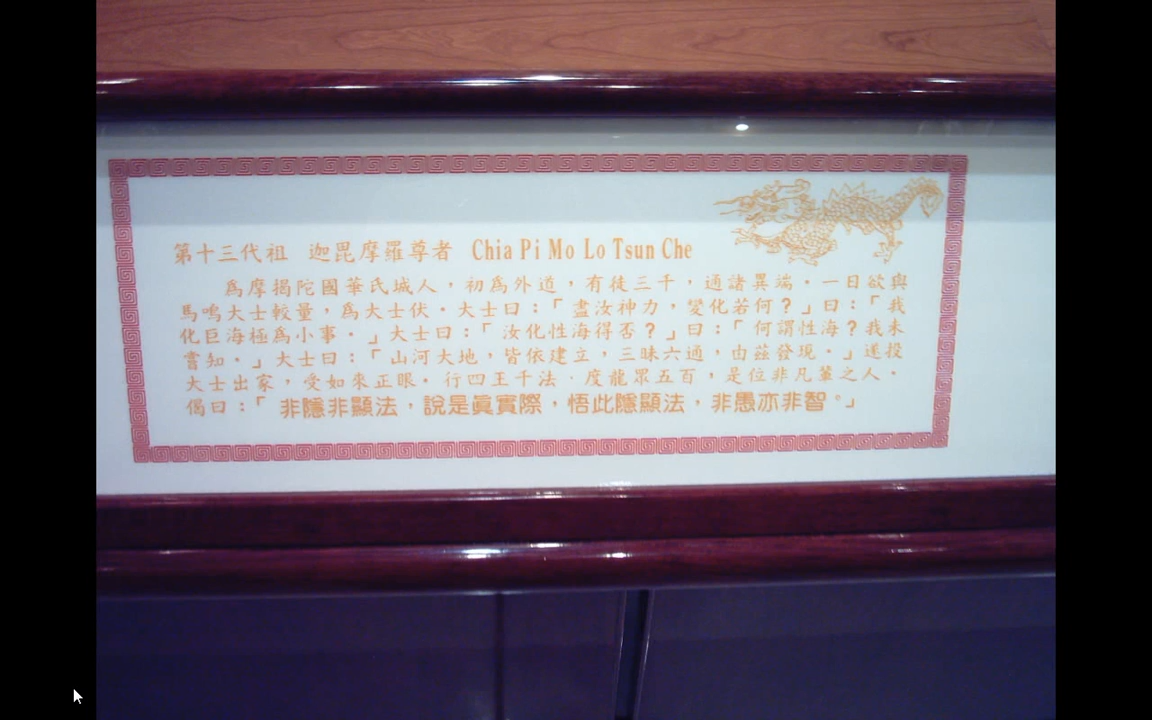 第十三代祖 迦毘摩羅尊者 Chia Pi Mo Lo Tsun Che
爲摩揭陀國華氏城人，初爲外道，有徒三千，通諸異端。一日欲與
馬鳴大士較量，爲大士伏。大士曰：「盡汝神力，變化若何？」曰：「我
化巨海極爲小事。」大士曰：「汝化性海得否？」曰：「何謂性海？我未
嘗知。」大士曰：「山河大地，皆依建立，三昧六通，由茲發現。」遂投
大士出家，受如來正眼。行四王千法．度龍眾五百，是位非凡輩之人。
偈曰：「非隱非顯法，說是眞實際，悟此隱顯法，非愚亦非智。」